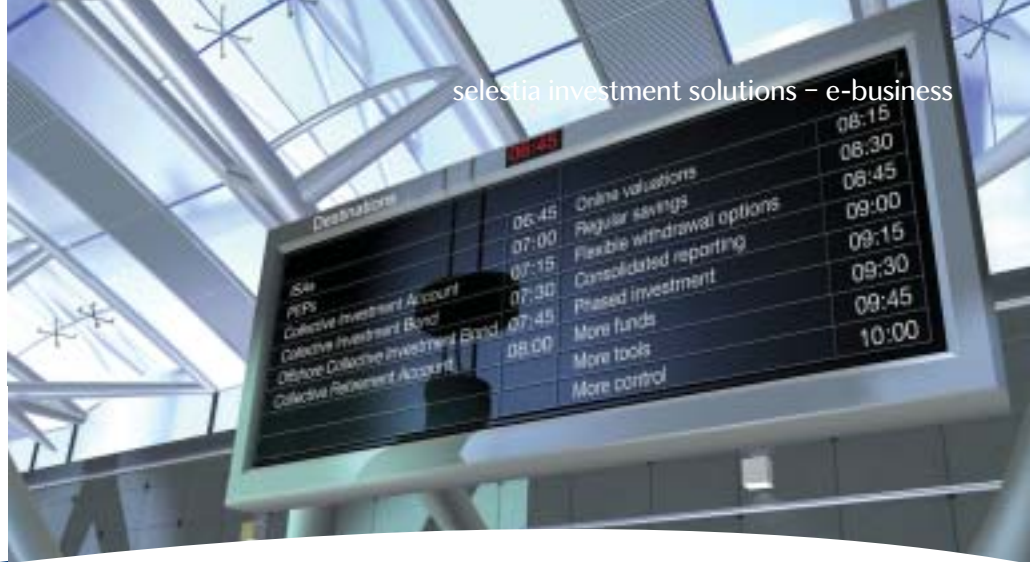 selestia investment solutions – e-business
Destinations
ISAs 06:45
PEPs 07:00
Collective Investment Account 07:15
Collective Investment Bond 07:30
Offshore Collective Investment Bond 07:45
Collective Retirement Account 08:00
Online valuations 08:15
Regular savings 08:30
Flexible withdrawal options 08:45
Consolidated reporting 09:00
Phased investment 09:15
More funds 09:30
More tools 09:45
More control 10:00